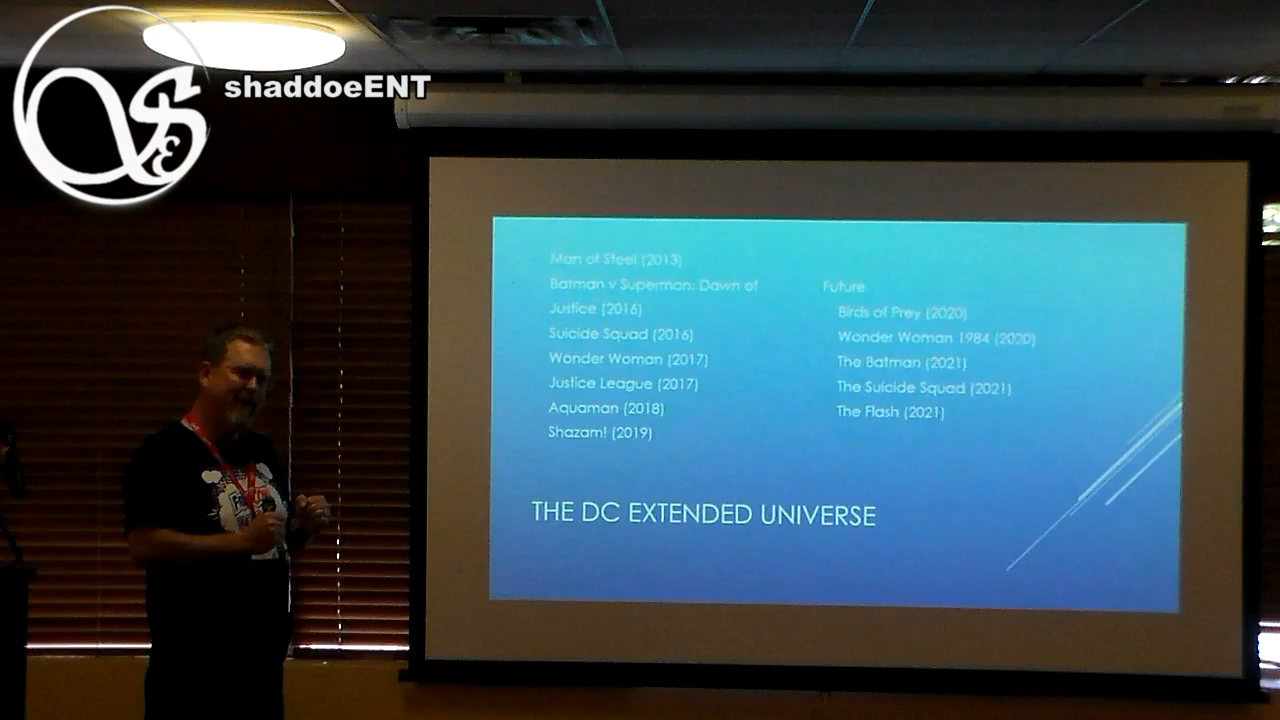 shaddoeENT
Man of Steel (2013)
Batman v Superman: Dawn of
Justice (2016)
Suicide Squad (2016)
Wonder Woman (2017)
Justice League (2017)
Aquaman (2018)
Shazam! (2019)
Future
Birds of Prey (2020)
Wonder Woman 1984 (2020)
The Batman (2021)
The Suicide Squad (2021)
The Flash (2021)
THE DC EXTENDED UNIVERSE